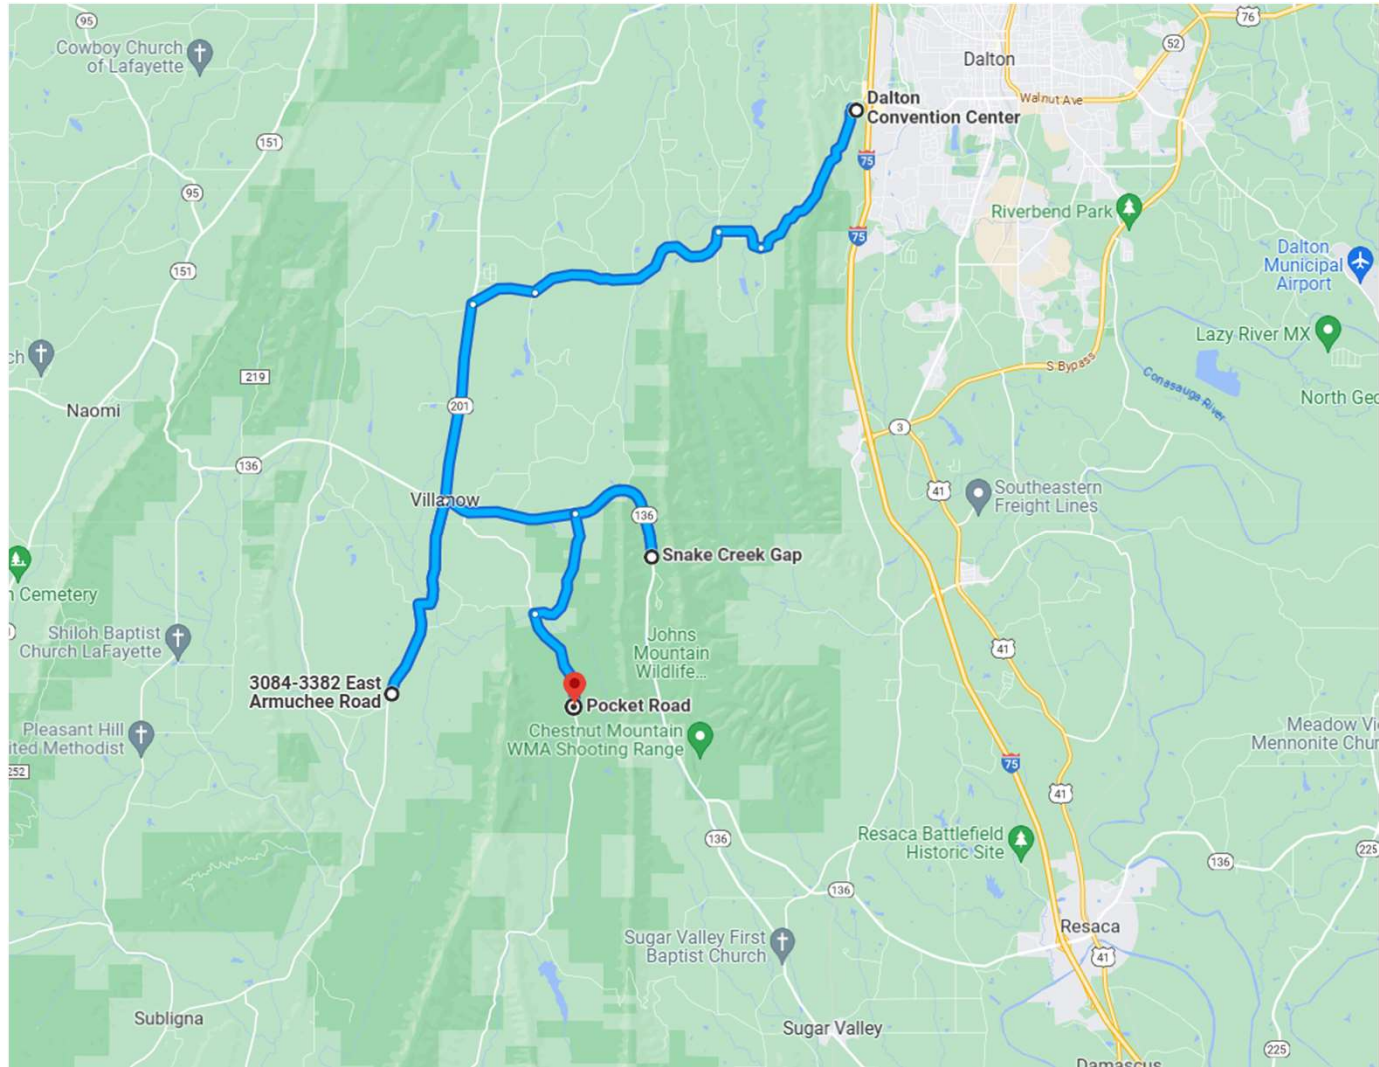 95
76
Cowboy Church
of Lafayette
52
Dalton
Dalton
Convention Center
Walnut Ave
151
75
95
Riverbend Park
75
Dalton
Municipal
Airport
151
Lazy River MX
ch
S Bypass
219
Conasauga River
North Geo
201
Naomi
3
136
41
Southeastern
Freight Lines
Villanow
136
Snake Creek Gap
n Cemetery
Shiloh Baptist
Church LaFayette
Johns
Mountain
Wildlife...
41
3084-3382 East
Armuchee Road
Pocket Road
Pleasant Hill
ited Methodist
Chestnut Mountain
WMA Shooting Range
Meadow Vi
Mennonite Chur
75
252
41
136
Resaca Battlefield
Historic Site
225
136
136
Resaca
Sugar Valley First
Baptist Church
41
Subligna
Sugar Valley
225
Damascus